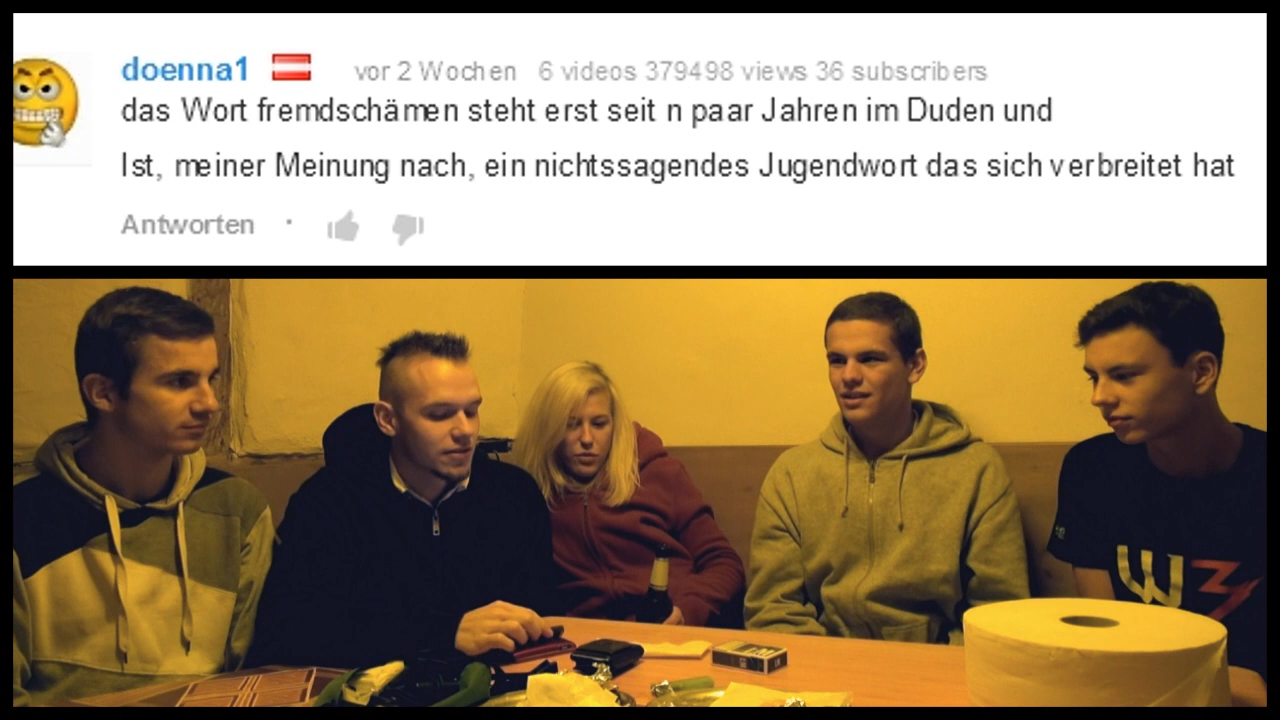 doenna1 vor 2 Wochen 6 videos 379498 views 36 subscribers
das Wort fremdschämen steht erst seit n paar Jahren im Duden und
Ist, meiner Meinung nach, ein nichtssagendes Jugendwort das sich verbreitet hat
Antworten ·